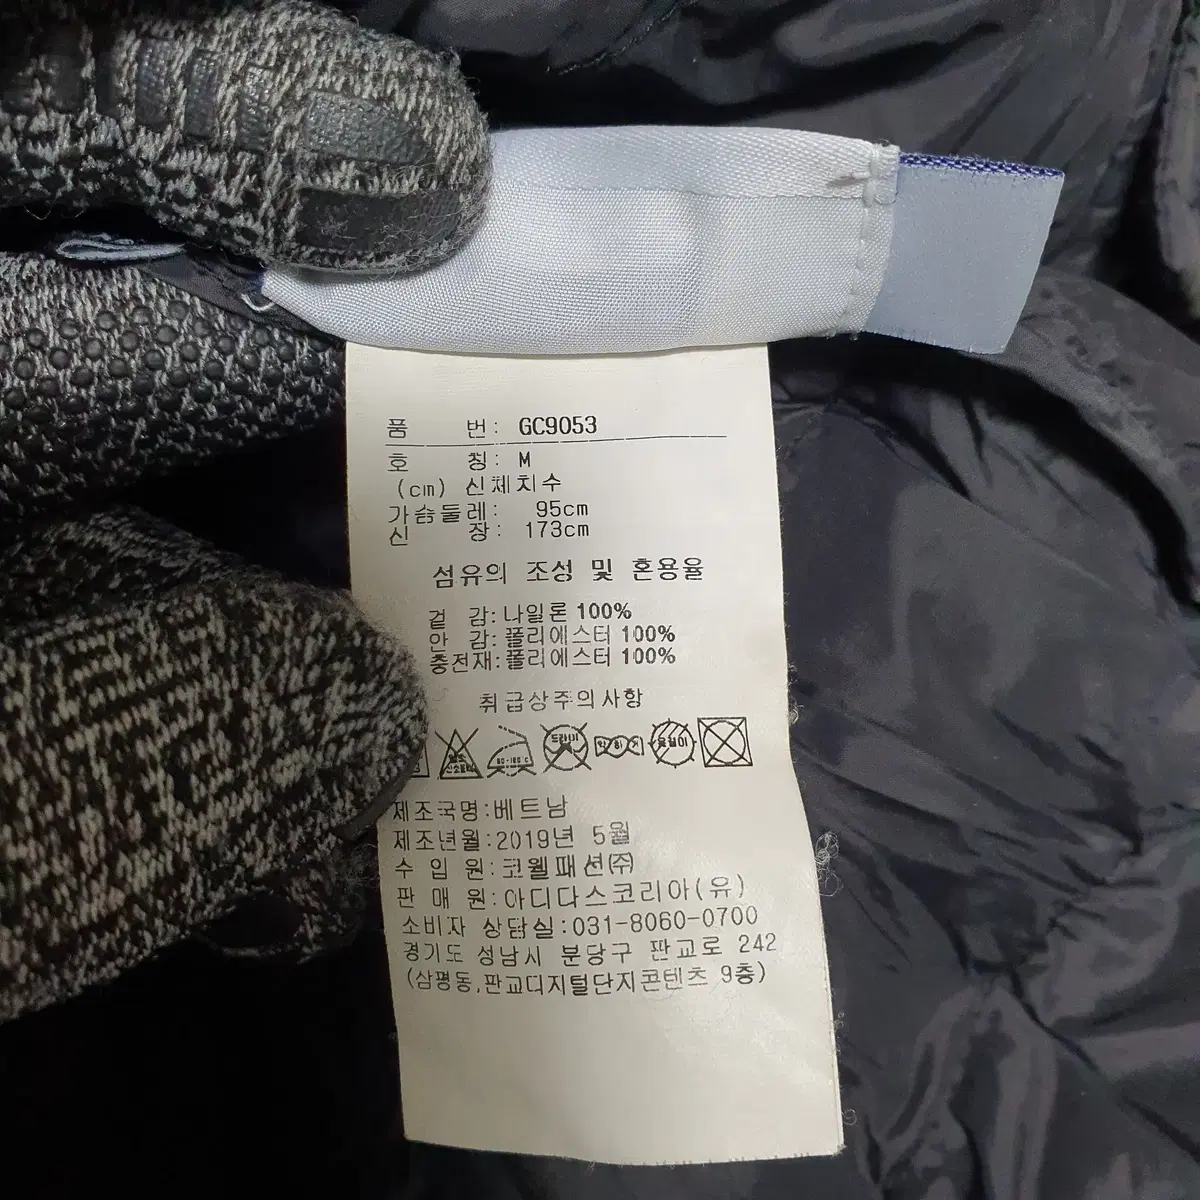 품 번: GC9053
호 칭: M
(cm) 신체치수
가슴둘레: 95cm
신 장: 173cm
섬유의 조성 및 혼용율
겉 감: 나일론 100%
안 감: 폴리에스터 100%
충전재: 폴리에스터 100%
취급상주의사항
드라이
제조국명:베트남
제조년월:2019년 5월
수 입 원: 코웰패션(주)
판 매 원: 아디다스코리아(유)
소비자 상담실:031-8060-0700
경기도 성남시 분당구 판교로 242
(삼평동,판교디지털단지콘텐츠 9층)